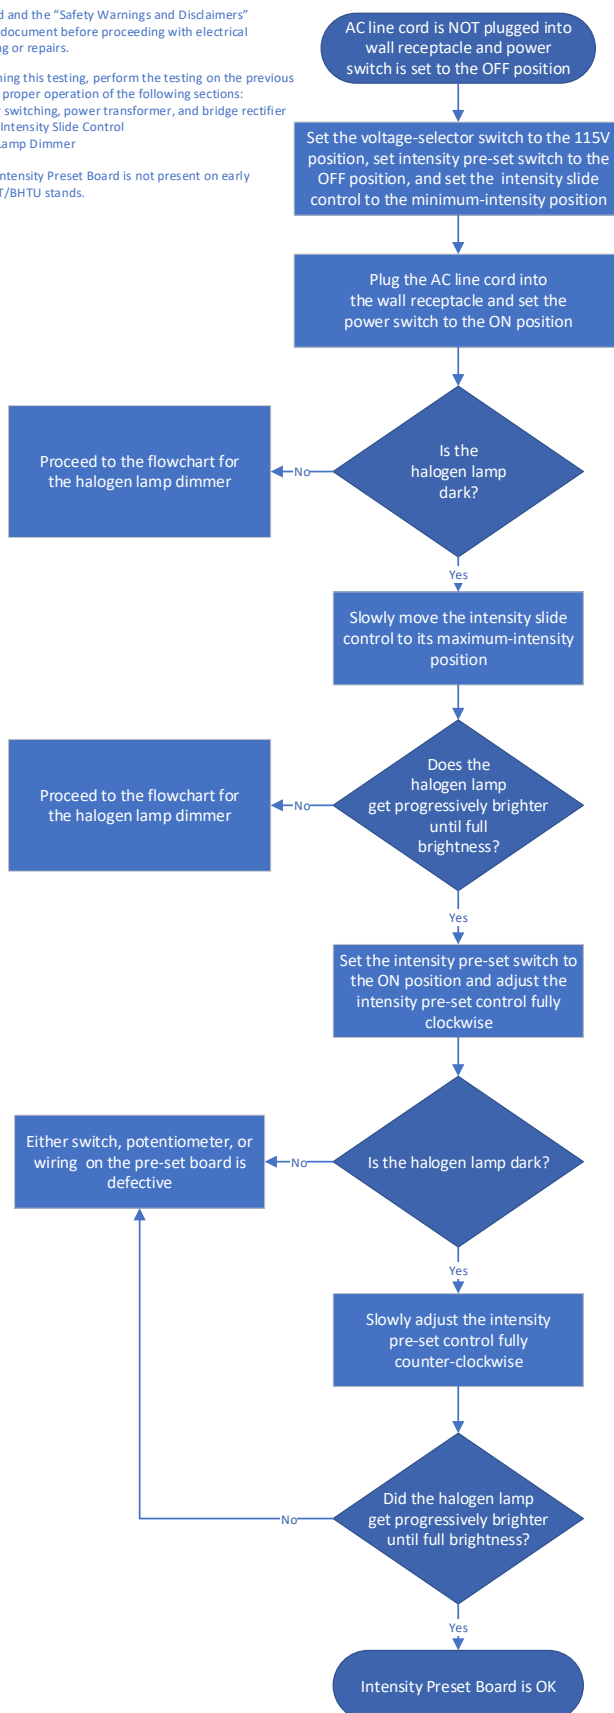 d and the “Safety Warnings and Disclaimers”
document before proceeding with electrical
ng or repairs.
ning this testing, perform the testing on the previous
proper operation of the following sections:
switching, power transformer, and bridge rectifier
Intensity Slide Control
Lamp Dimmer
ntensity Preset Board is not present on early
T/BHTU stands.
AC line cord is NOT plugged into
wall receptacle and power
switch is set to the OFF position
Set the voltage-selector switch to the 115V
position, set intensity pre-set switch to the
OFF position, and set the intensity slide
control to the minimum-intensity position
Plug the AC line cord into
the wall receptacle and set the
power switch to the ON position
Is the
halogen lamp
dark?
No
Proceed to the flowchart for
the halogen lamp dimmer
Yes
Slowly move the intensity slide
control to its maximum-intensity
position
Does the
halogen lamp
get progressively brighter
until full
brightness?
No
Proceed to the flowchart for
the halogen lamp dimmer
Yes
Set the intensity pre-set switch to
the ON position and adjust the
intensity pre-set control fully
clockwise
Is the halogen lamp dark?
No
Either switch, potentiometer, or
wiring on the pre-set board is
defective
Yes
Slowly adjust the intensity
pre-set control fully
counter-clockwise
Did the halogen lamp
get progressively brighter
until full brightness?
No
Yes
Intensity Preset Board is OK